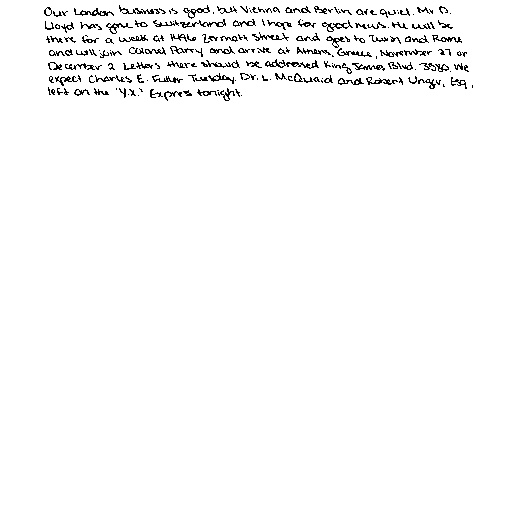 Our London business is good, but Vienna and Berlin are quiet. Mr. D.
Lloyd has gone to Switzerland and I hope for good news. He will be
there for a week at 1496 Zermott Street and goes to Turin and Rome
and will join Colonel Parry and arrive at Athens, Greece, November 27 or
December 2. Letters there should be addressed King James Blvd. 3580. We
expect Charles E. Fuller Tuesday. Dr. L. McQuaid and Robert Unger, Esq.,
left on the "Y.X." Express tonight.